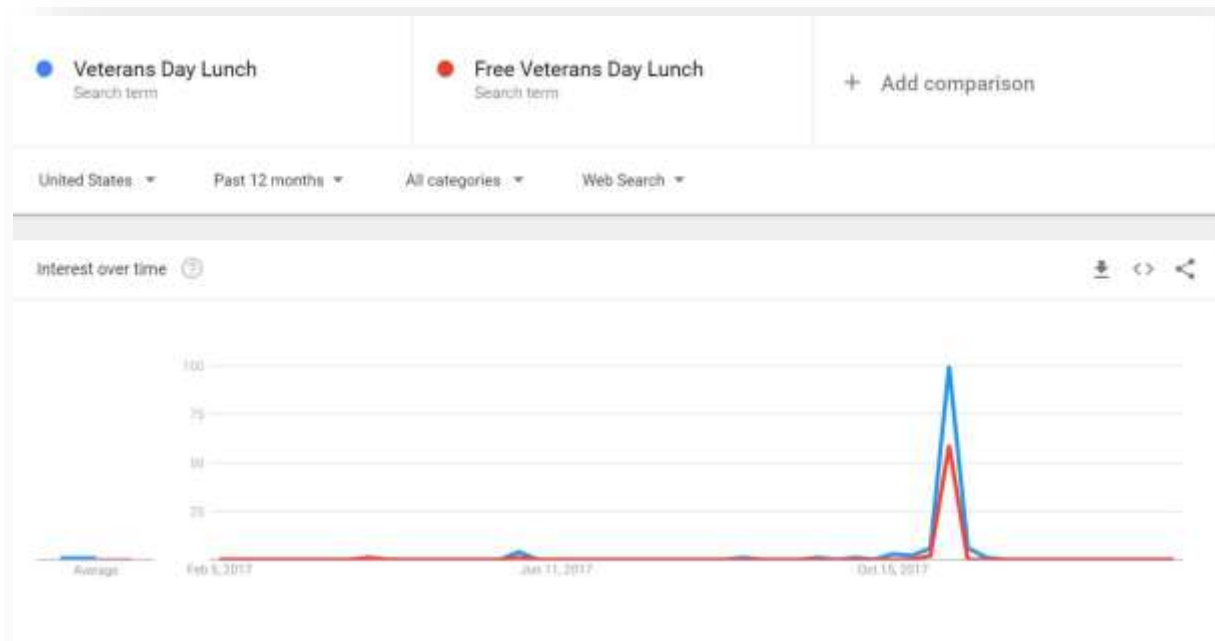 Veterans Day Lunch
Search term
Free Veterans Day Lunch
Search term
+ Add comparison
United States
Past 12 months
All categories
Web Search
Interest over time
100
75
50
25
Average
Feb 5, 2017
Jun 11, 2017
Oct 15, 2017